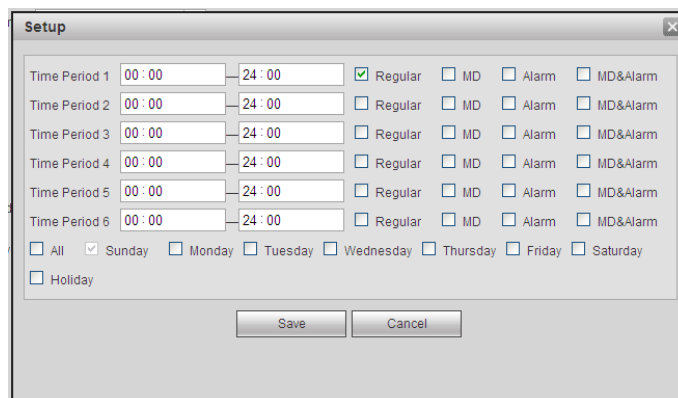 Setup
Time Period 1 00:00 — 24:00 Regular MD Alarm MD&Alarm
Time Period 2 00:00 — 24:00 Regular MD Alarm MD&Alarm
Time Period 3 00:00 — 24:00 Regular MD Alarm MD&Alarm
Time Period 4 00:00 — 24:00 Regular MD Alarm MD&Alarm
Time Period 5 00:00 — 24:00 Regular MD Alarm MD&Alarm
Time Period 6 00:00 — 24:00 Regular MD Alarm MD&Alarm
All Sunday Monday Tuesday Wednesday Thursday Friday Saturday
Holiday
Save Cancel